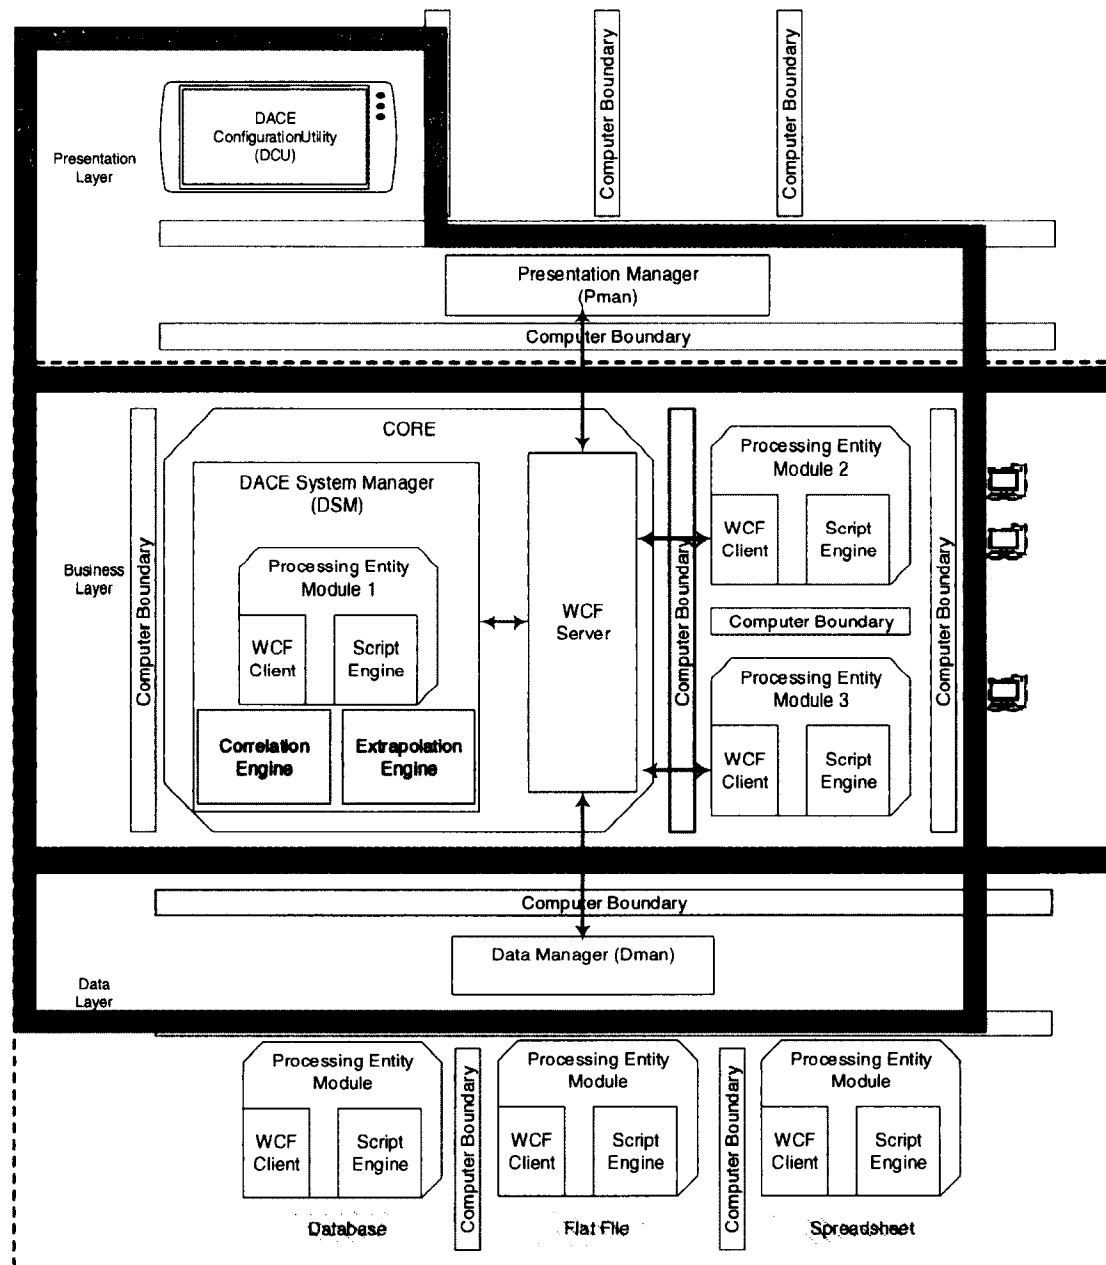 Computer Boundary
Computer Boundary
DACE
ConfigurationUtility
(DCU)
Presentation
Layer
Presentation Manager
(Pman)
Computer Boundary
CORE
DACE System Manager
(DSM)
Processing Entity
Module 1
WCF
Client
Script
Engine
Correlation
Engine
Extrapolation
Engine
WCF
Server
Business
Layer
Computer Boundary
Computer Boundary
Processing Entity
Module 2
WCF
Client
Script
Engine
Computer Boundary
Processing Entity
Module 3
WCF
Client
Script
Engine
Computer Boundary
Computer Boundary
Data Manager (Dman)
Data
Layer
Processing Entity
Module
WCF
Client
Script
Engine
Database
Computer Boundary
Processing Entity
Module
WCF
Client
Script
Engine
Flat File
Computer Boundary
Processing Entity
Module
WCF
Client
Script
Engine
Spreadsheet